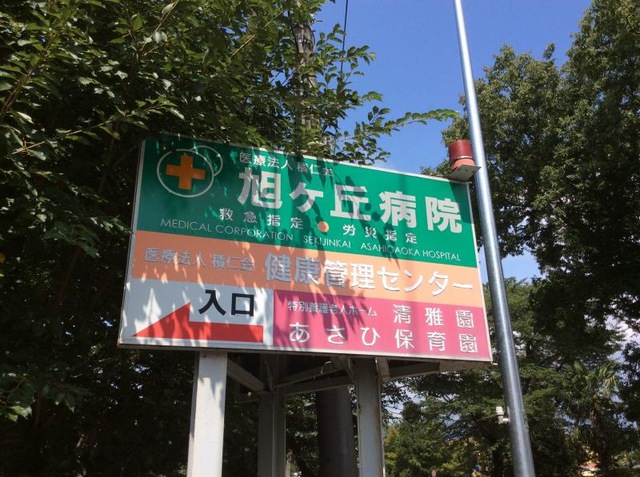 医療法人 積仁会
旭ヶ丘病院
救急指定 ● 労災指定
MEDICAL CORPORATION SEKIJINKAI ASAHIGAOKA HOSPITAL
医療法人 積仁会 健康管理センター
入口
特別養護老人ホーム 清雅園
あさひ保育園